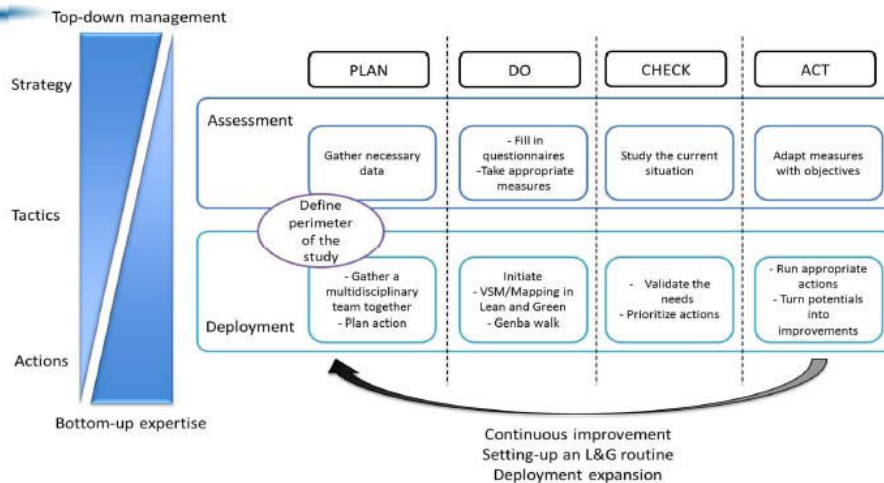 Top-down management
Strategy
Tactics
Actions
Bottom-up expertise
PLAN
DO
CHECK
ACT
Assessment
Gather necessary
data
- Fill in
questionnaires
-Take appropriate
measures
Study the current
situation
Adapt measures
with objectives
Define
perimeter
of the
study
Deployment
- Gather a
multidisciplinary
team together
- Plan action
Initiate
- VSM/Mapping in
Lean and Green
- Genba walk
- Validate the
needs
- Prioritize actions
- Run appropriate
actions
- Turn potentials
into
improvements
Continuous improvement
Setting-up an L&G routine
Deployment expansion